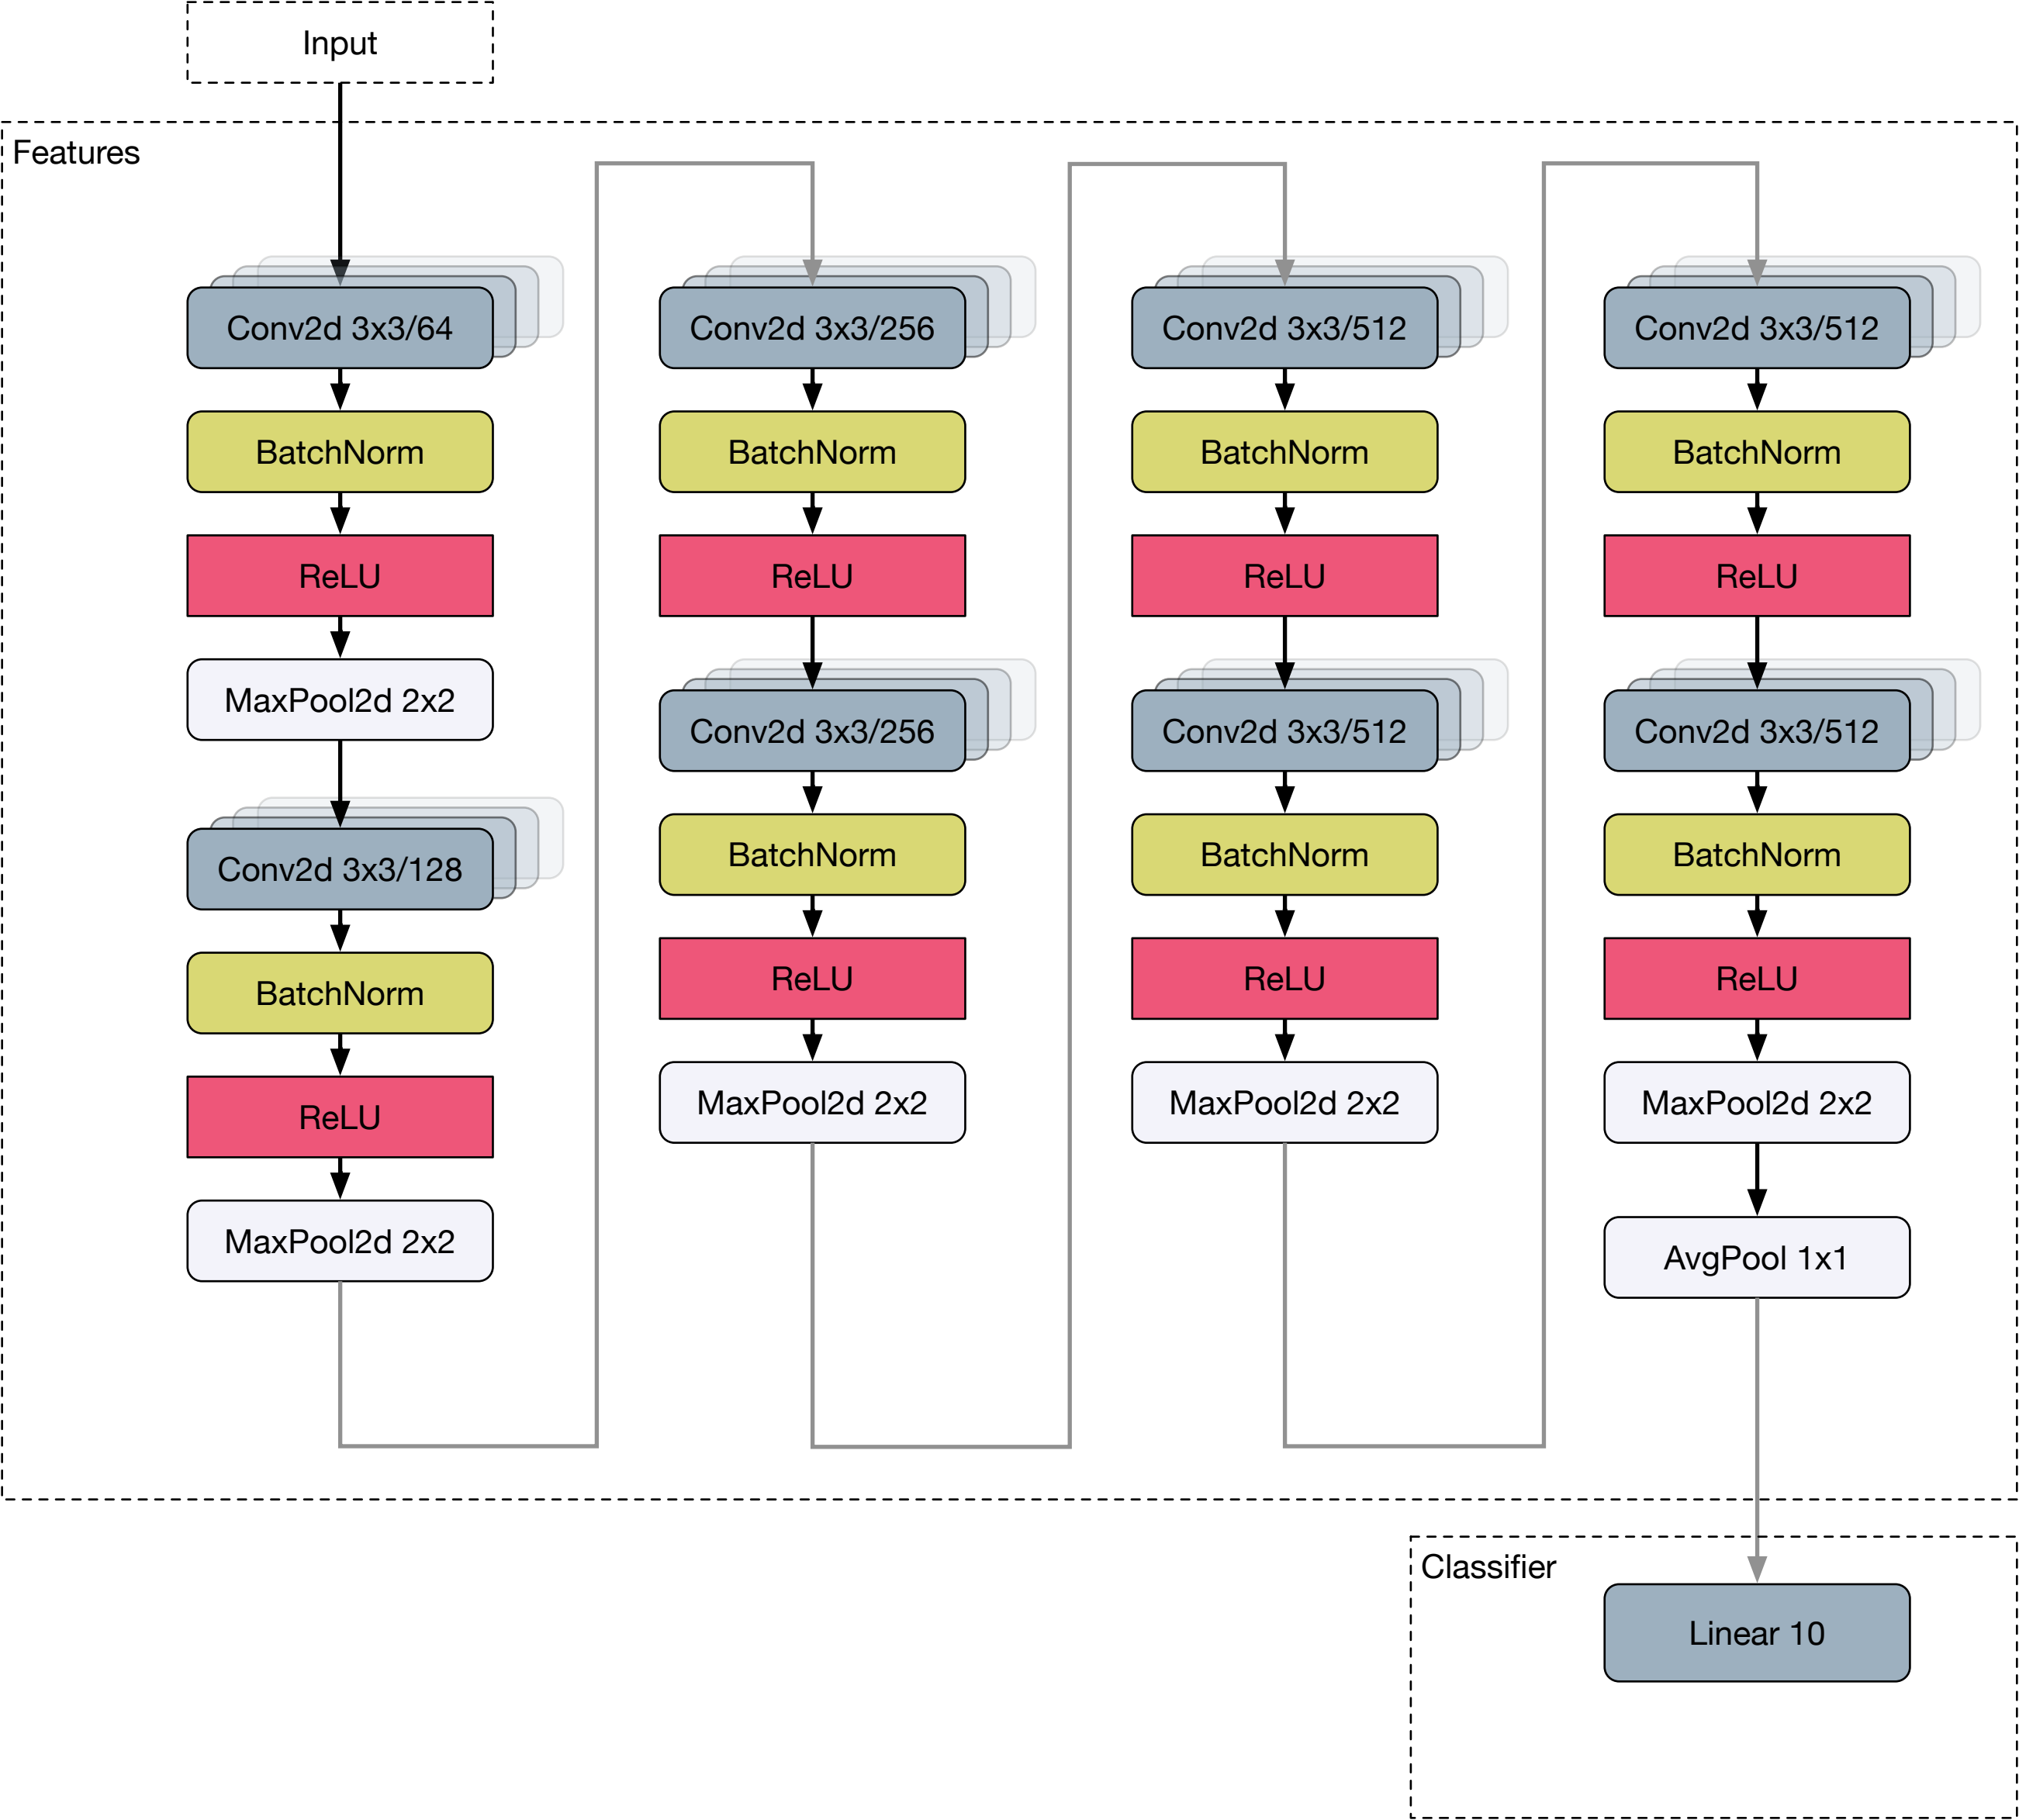 Input
Features
Conv2d 3x3/64
BatchNorm
ReLU
MaxPool2d 2x2
Conv2d 3x3/128
BatchNorm
ReLU
MaxPool2d 2x2
Conv2d 3x3/256
BatchNorm
ReLU
Conv2d 3x3/256
BatchNorm
ReLU
MaxPool2d 2x2
Conv2d 3x3/512
BatchNorm
ReLU
Conv2d 3x3/512
BatchNorm
ReLU
MaxPool2d 2x2
Conv2d 3x3/512
BatchNorm
ReLU
Conv2d 3x3/512
BatchNorm
ReLU
MaxPool2d 2x2
AvgPool 1x1
Classifier
Linear 10